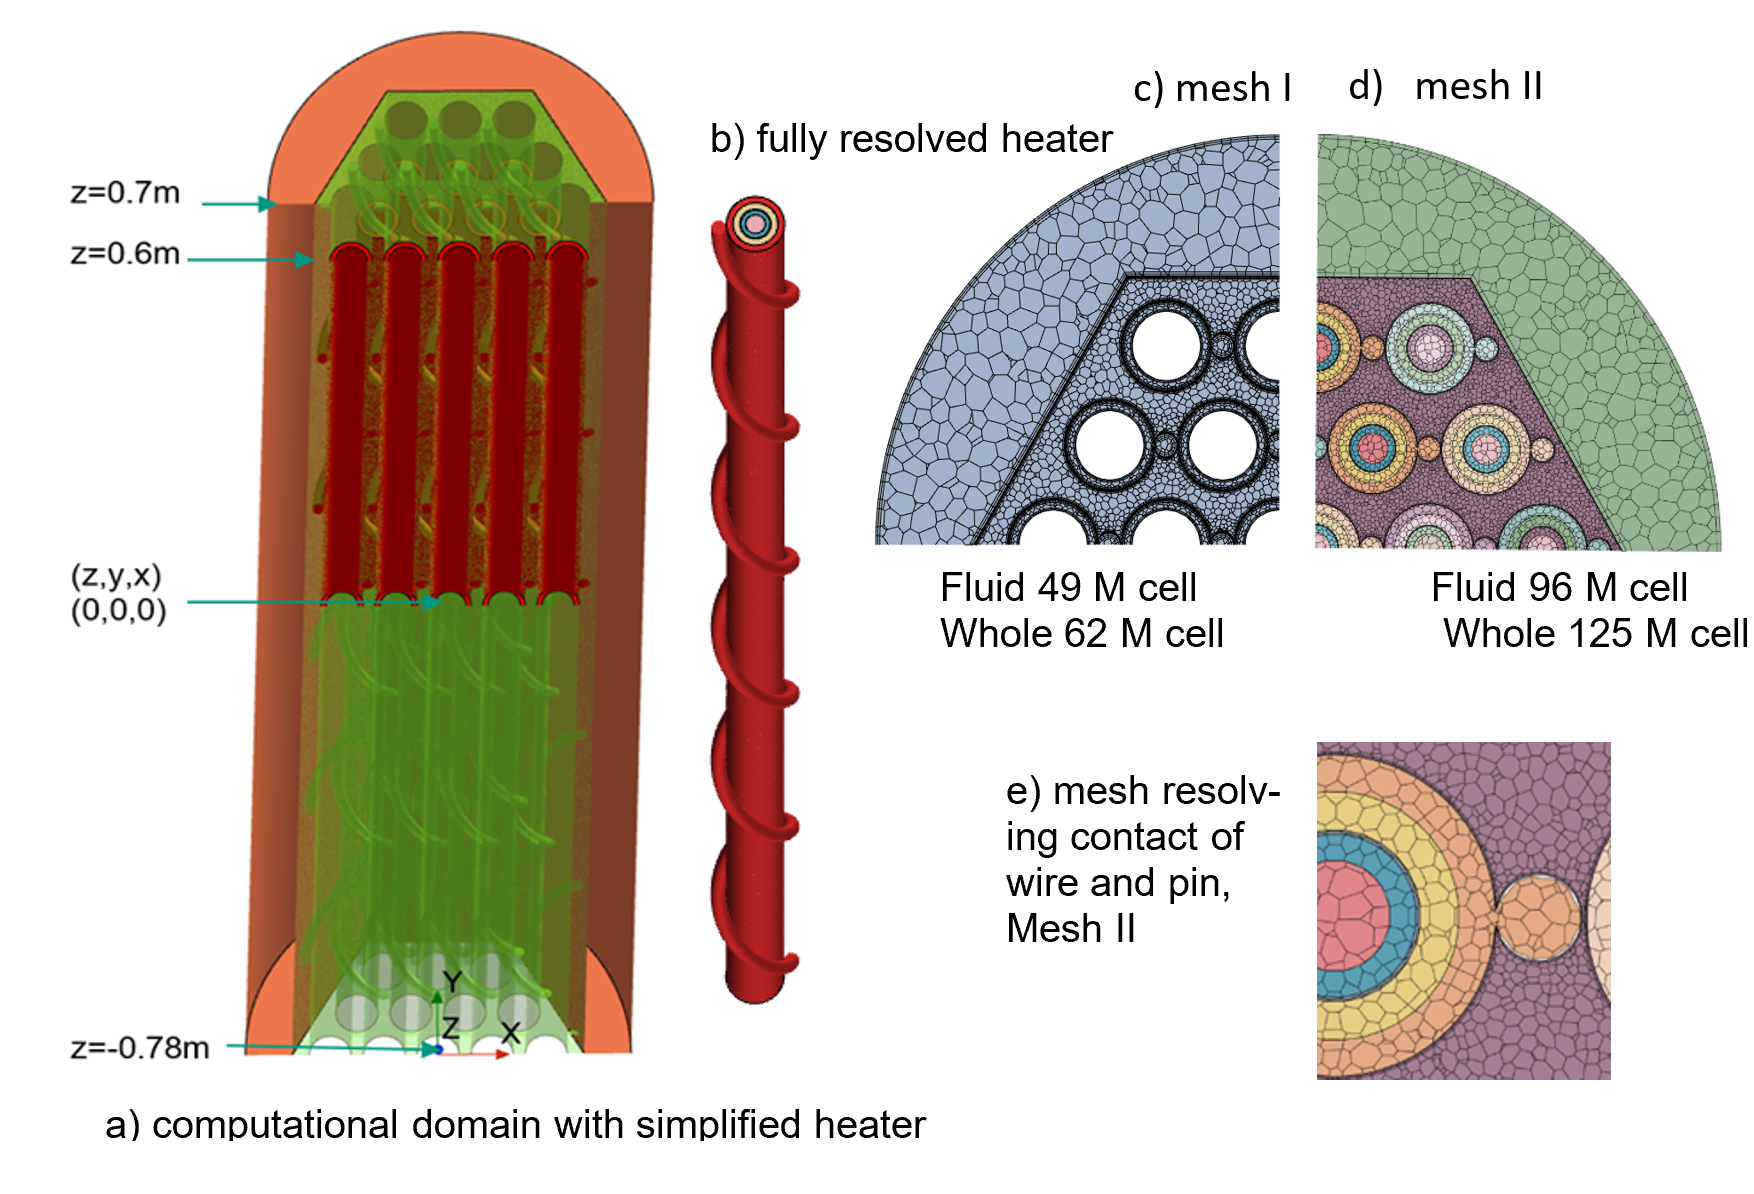 c) mesh I
d) mesh II
b) fully resolved heater
z=0.7m
z=0.6m
(z,y,x)
(0,0,0)
Fluid 49 M cell
Whole 62 M cell
Fluid 96 M cell
Whole 125 M cell
e) mesh resolv-
ing contact of
wire and pin,
Mesh II
Y
Z
X
z=-0.78m
a) computational domain with simplified heater